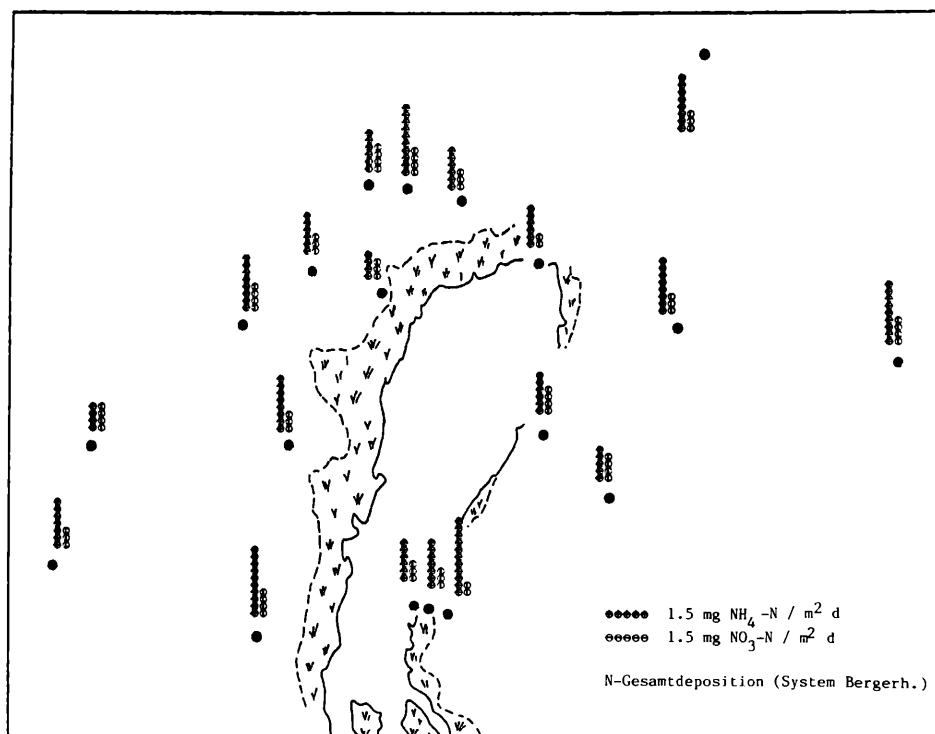 1.5 mg NH₄-N / m² d
1.5 mg NO₃-N / m² d
N-Gesamtdeposition (System Bergerh.)